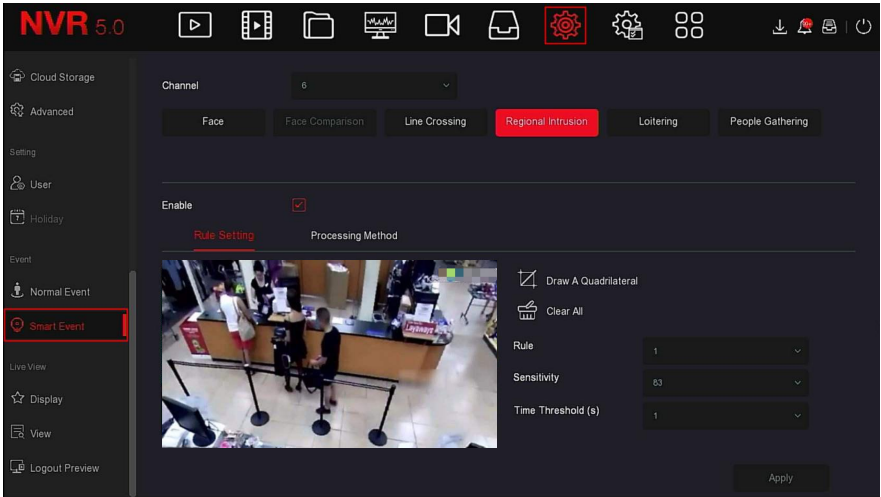 NVR 5.0
Cloud Storage
Advanced
Setting
User
Holiday
Event
Normal Event
Smart Event
Live View
Display
View
Logout Preview
Channel
6
Face
Face Comparison
Line Crossing
Regional Intrusion
Loitering
People Gathering
Enable
Rule Setting
Processing Method
Layaways
Draw A Quadrilateral
Clear All
Rule
1
Sensitivity
83
Time Threshold (s)
1
Apply